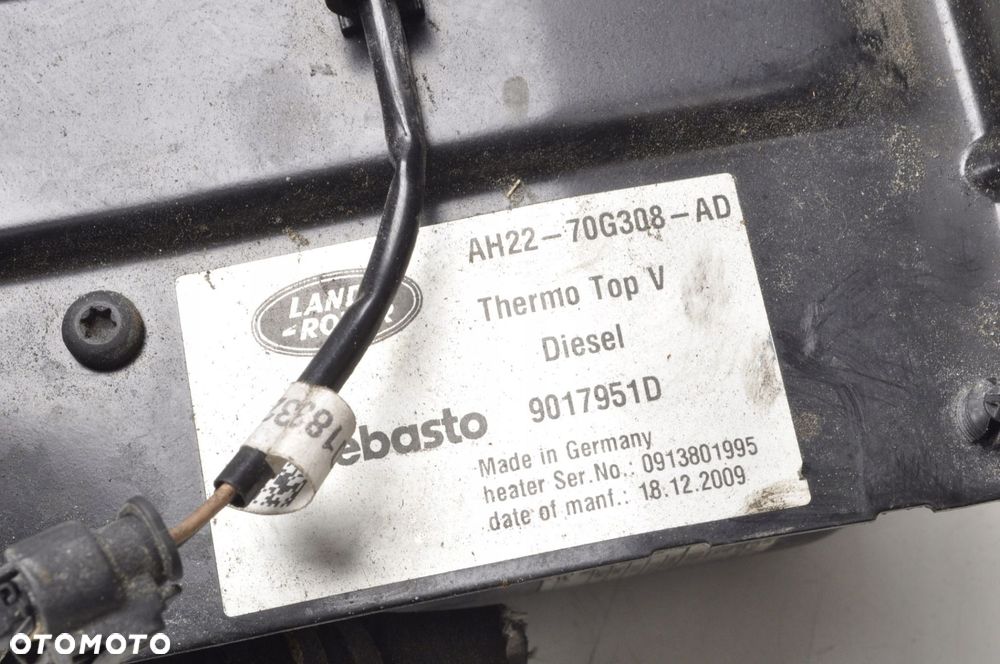 AH22-70G308-AD
Thermo Top V
Diesel
9017951D
LAND
-ROVER
ebasto
Made in Germany
heater Ser.No.: 0913801995
date of manf.: 18.12.2009
OTOMOTO